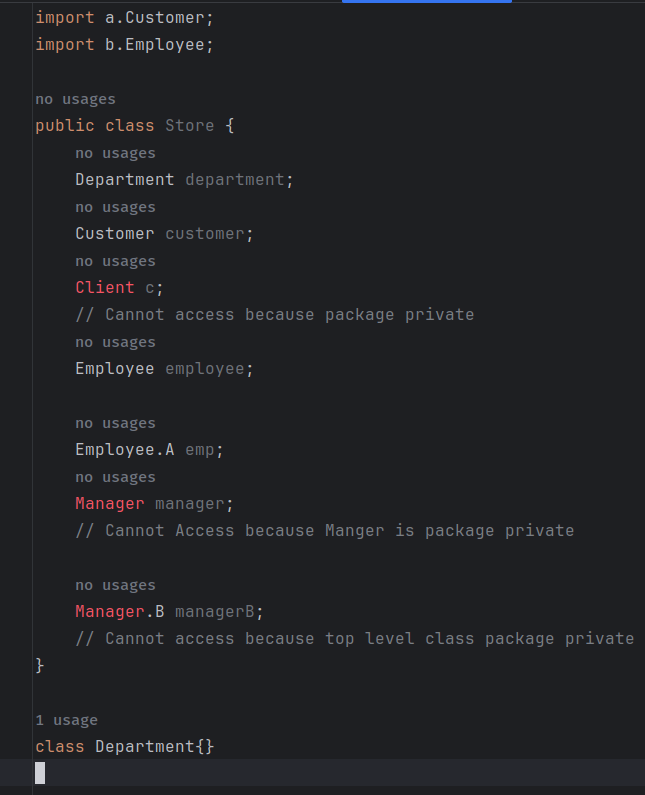 import a.Customer;
import b.Employee;
no usages
public class Store {
no usages
Department department;
no usages
Customer customer;
no usages
Client c;
// Cannot access because package private
no usages
Employee employee;
no usages
Employee.A emp;
no usages
Manager manager;
// Cannot Access because Manger is package private
no usages
Manager.B managerB;
// Cannot access because top level class package private
}
1 usage
class Department{}